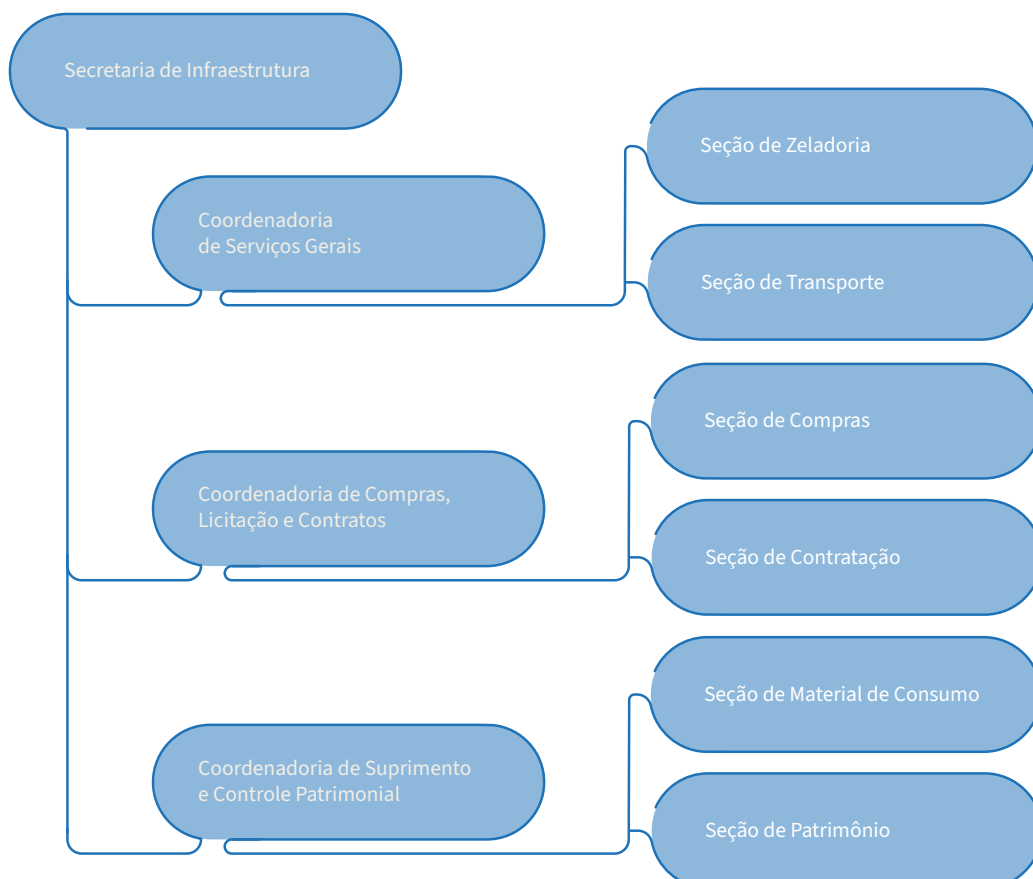 Secretaria de Infraestrutura
Coordenadoria
de Serviços Gerais
Seção de Zeladoria
Seção de Transporte
Coordenadoria de Compras,
Licitação e Contratos
Seção de Compras
Seção de Contratação
Coordenadoria de Suprimento
e Controle Patrimonial
Seção de Material de Consumo
Seção de Patrimônio